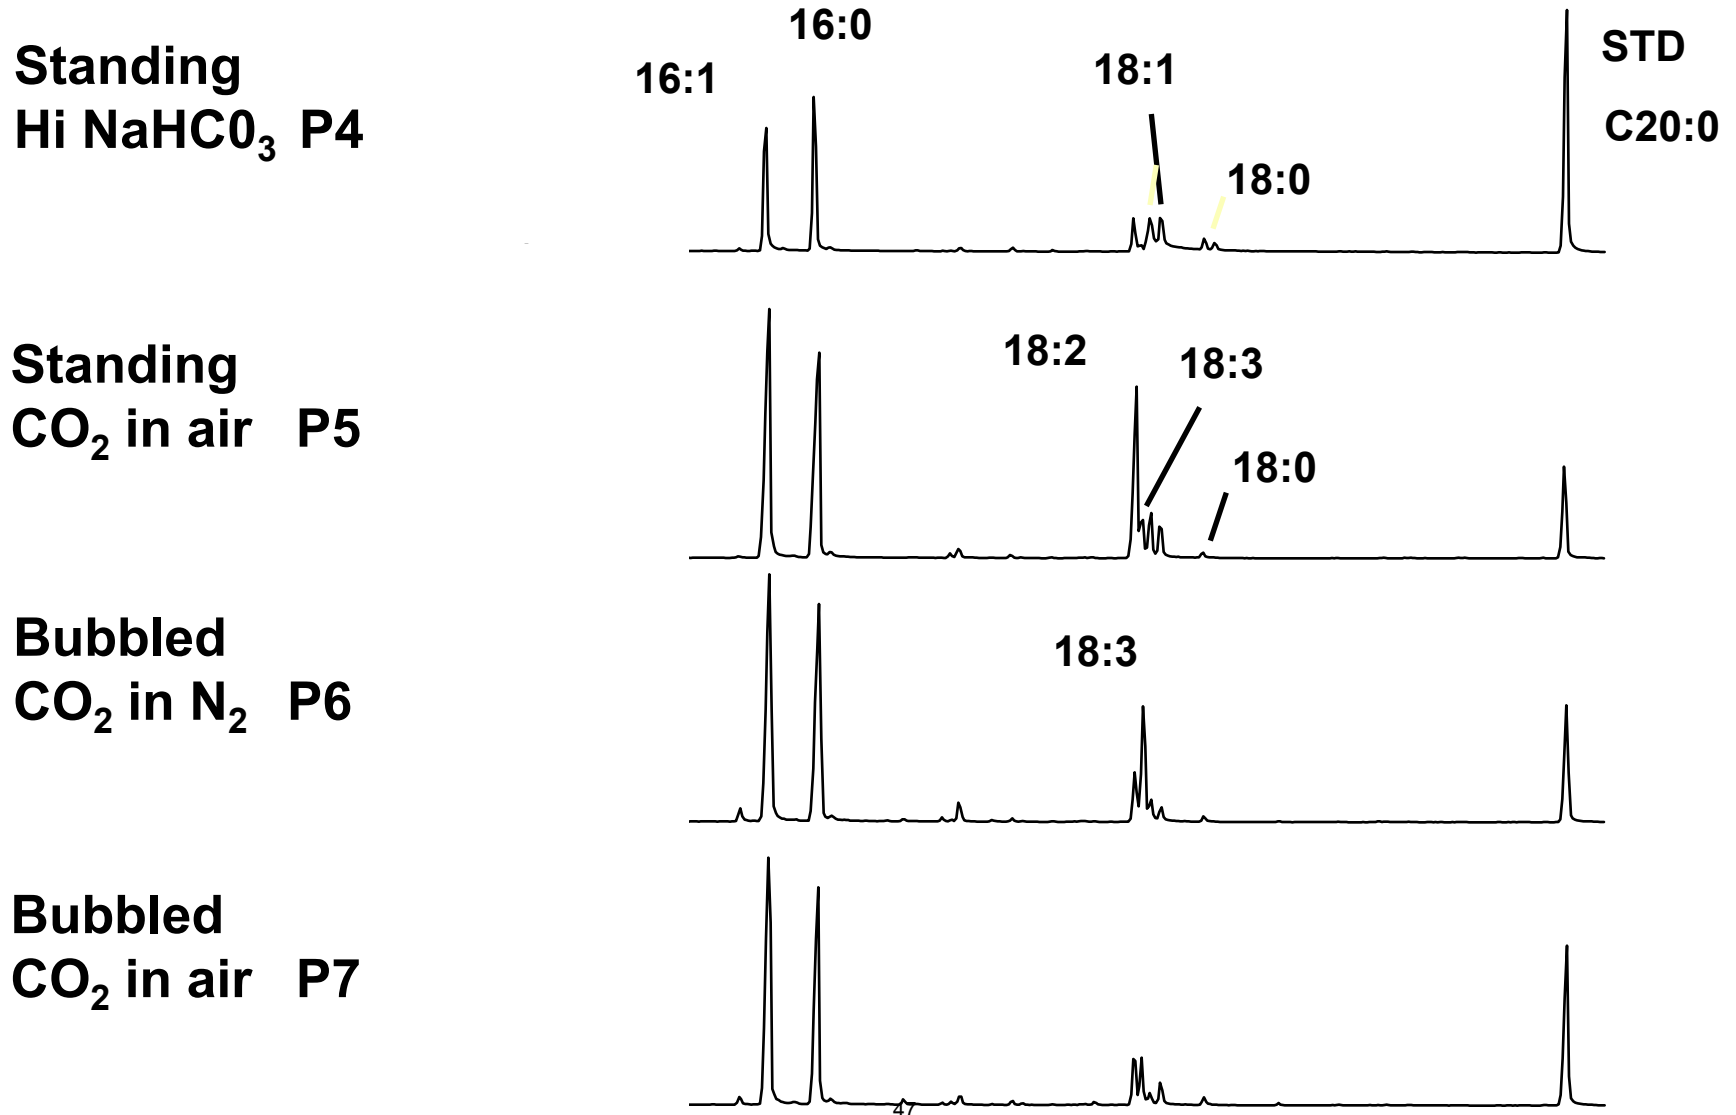 Standing
Hi NaHC0₃ P4
16:1
16:0
18:1
18:0
STD
C20:0
Standing
CO₂ in air P5
18:2
18:3
18:0
Bubbled
CO₂ in N₂ P6
18:3
Bubbled
CO₂ in air P7
47